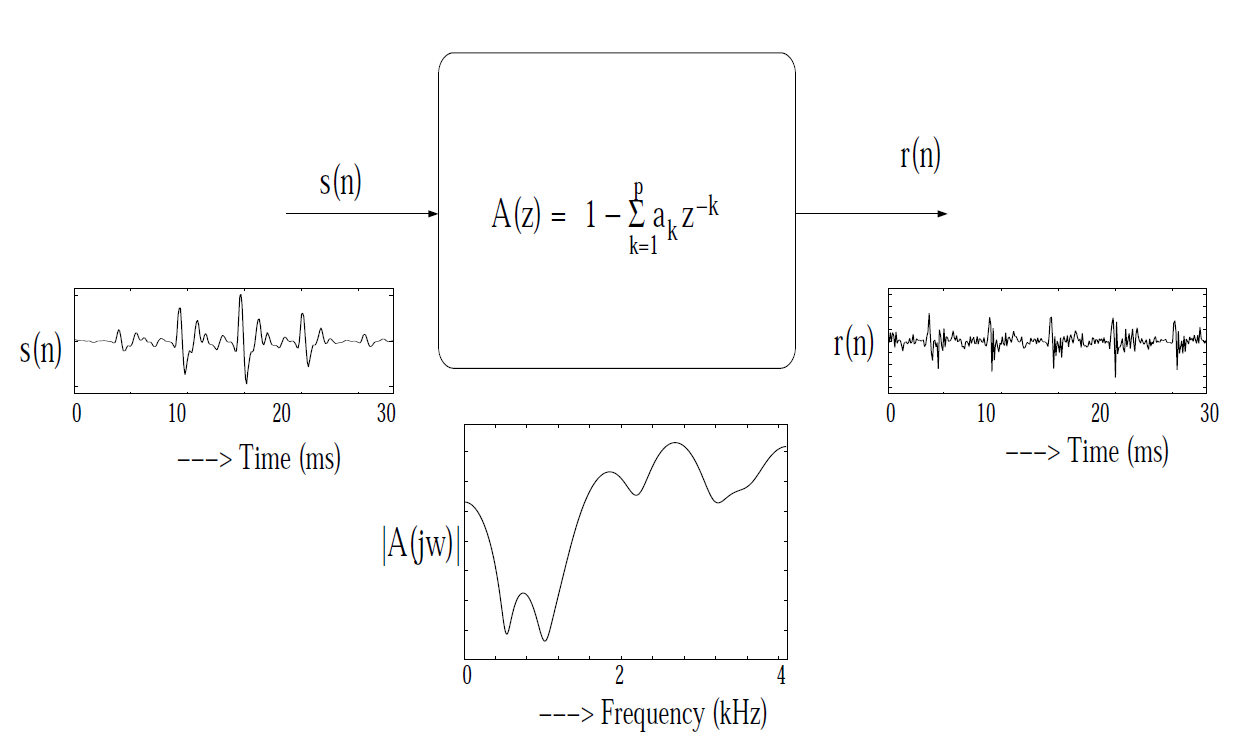 s(n)
r(n)
p
A(z) = 1 − Σ a_k z^−k
k=1
s(n)
0 10 20 30
---> Time (ms)
r(n)
0 10 20 30
---> Time (ms)
|A(jw)|
0 2 4
---> Frequency (kHz)